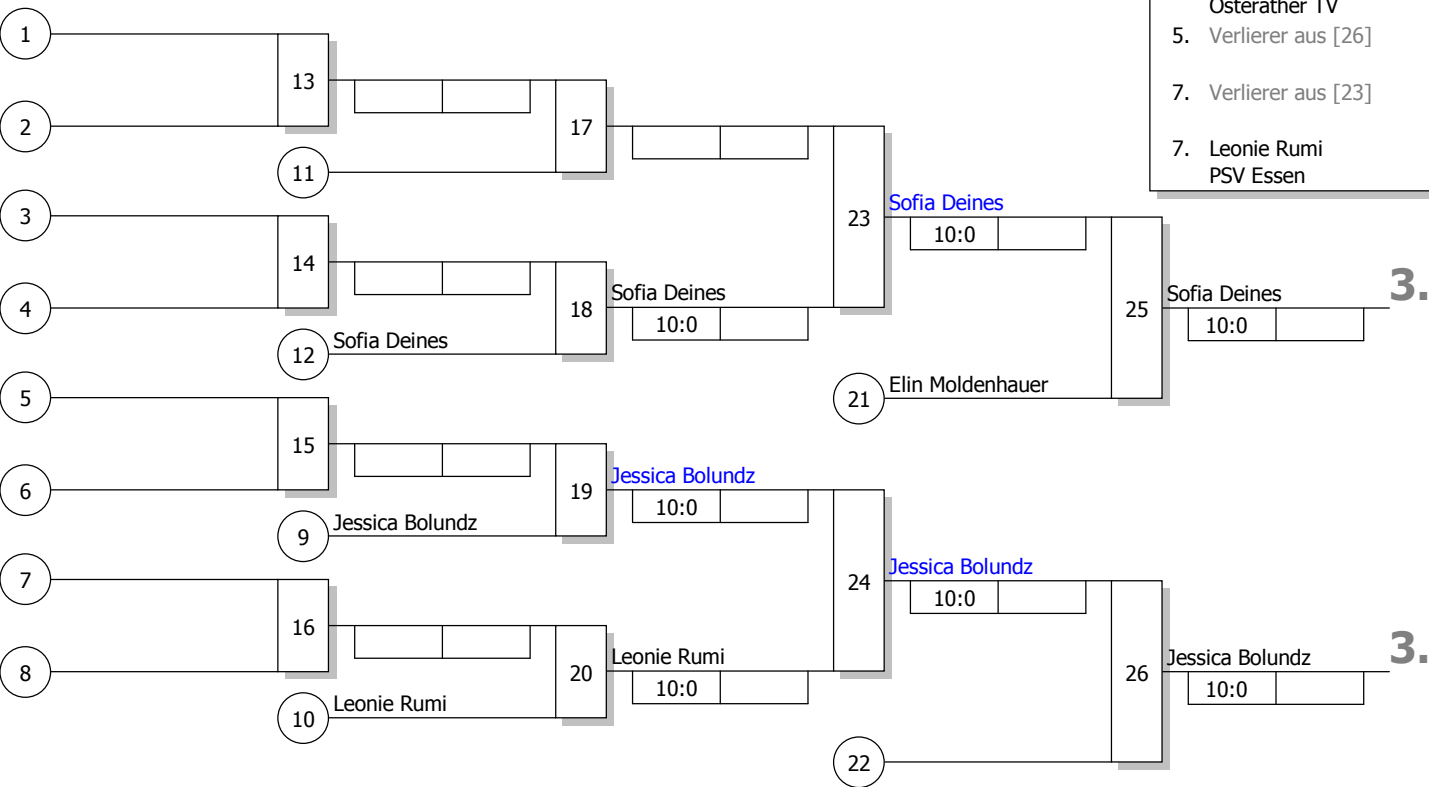 Osterather TV
5. Verlierer aus [26]
7. Verlierer aus [23]
7. Leonie Rumi
PSV Essen
1
13
2
17
11
3
23
Sofia Deines
10:0
14
4
18
Sofia Deines
10:0
12
Sofia Deines
25
Sofia Deines
10:0
3.
21
Elin Moldenhauer
5
15
6
19
Jessica Bolundz
10:0
9
Jessica Bolundz
7
24
Jessica Bolundz
10:0
16
8
20
Leonie Rumi
10:0
10
Leonie Rumi
26
Jessica Bolundz
10:0
3.
22